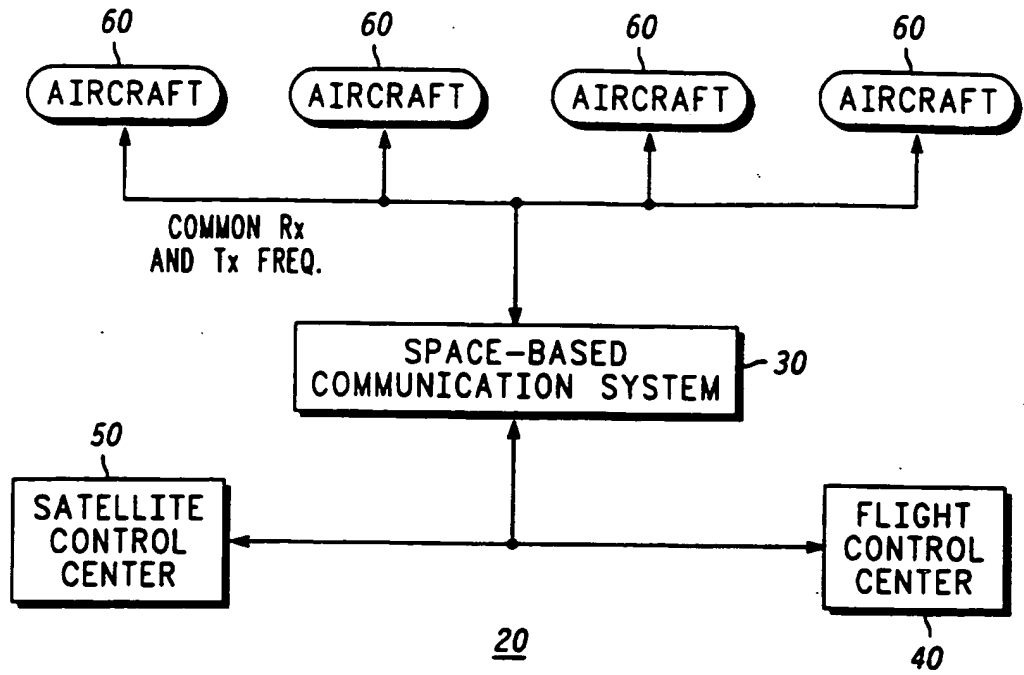 60
60
60
60
AIRCRAFT
AIRCRAFT
AIRCRAFT
AIRCRAFT
COMMON Rx
AND Tx FREQ.
SPACE-BASED
COMMUNICATION SYSTEM
30
50
SATELLITE
CONTROL
CENTER
FLIGHT
CONTROL
CENTER
20
40